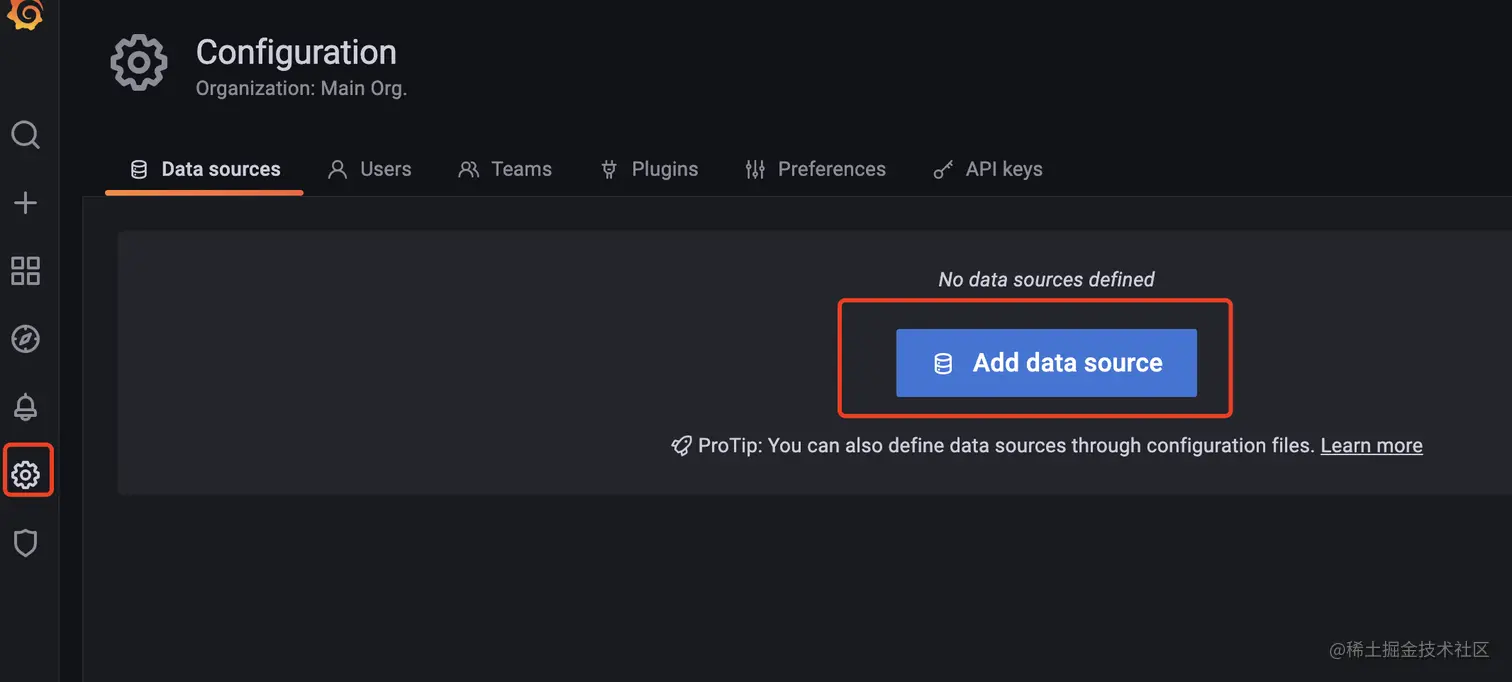 Configuration
Organization: Main Org.
Data sources
Users
Teams
Plugins
Preferences
API keys
No data sources defined
Add data source
ProTip: You can also define data sources through configuration files. Learn more
@稀土掘金技术社区